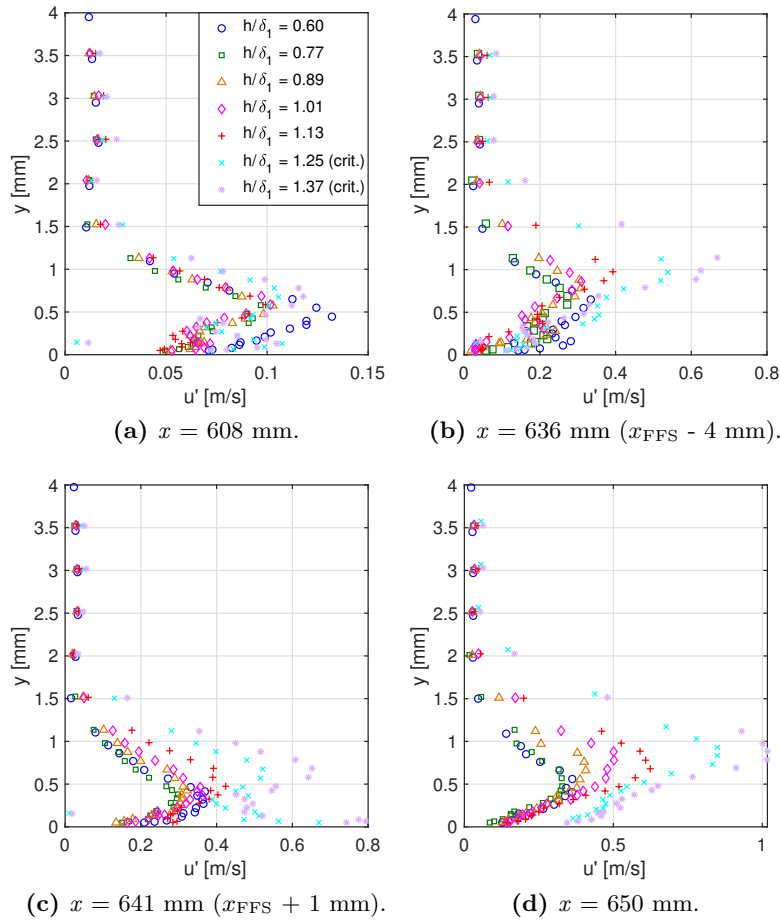 4
3.5
3
2.5
2
1.5
1
0.5
0
y [mm]
0 0.05 0.1 0.15
u' [m/s]
h/δ1 = 0.60
h/δ1 = 0.77
h/δ1 = 0.89
h/δ1 = 1.01
h/δ1 = 1.13
h/δ1 = 1.25 (crit.)
h/δ1 = 1.37 (crit.)
(a) x = 608 mm.
4
3.5
3
2.5
2
1.5
1
0.5
0
y [mm]
0 0.2 0.4 0.6 0.8
u' [m/s]
(b) x = 636 mm (xFFS - 4 mm).
4
3.5
3
2.5
2
1.5
1
0.5
0
y [mm]
0 0.2 0.4 0.6 0.8
u' [m/s]
(c) x = 641 mm (xFFS + 1 mm).
4
3.5
3
2.5
2
1.5
1
0.5
0
y [mm]
0 0.5 1
u' [m/s]
(d) x = 650 mm.